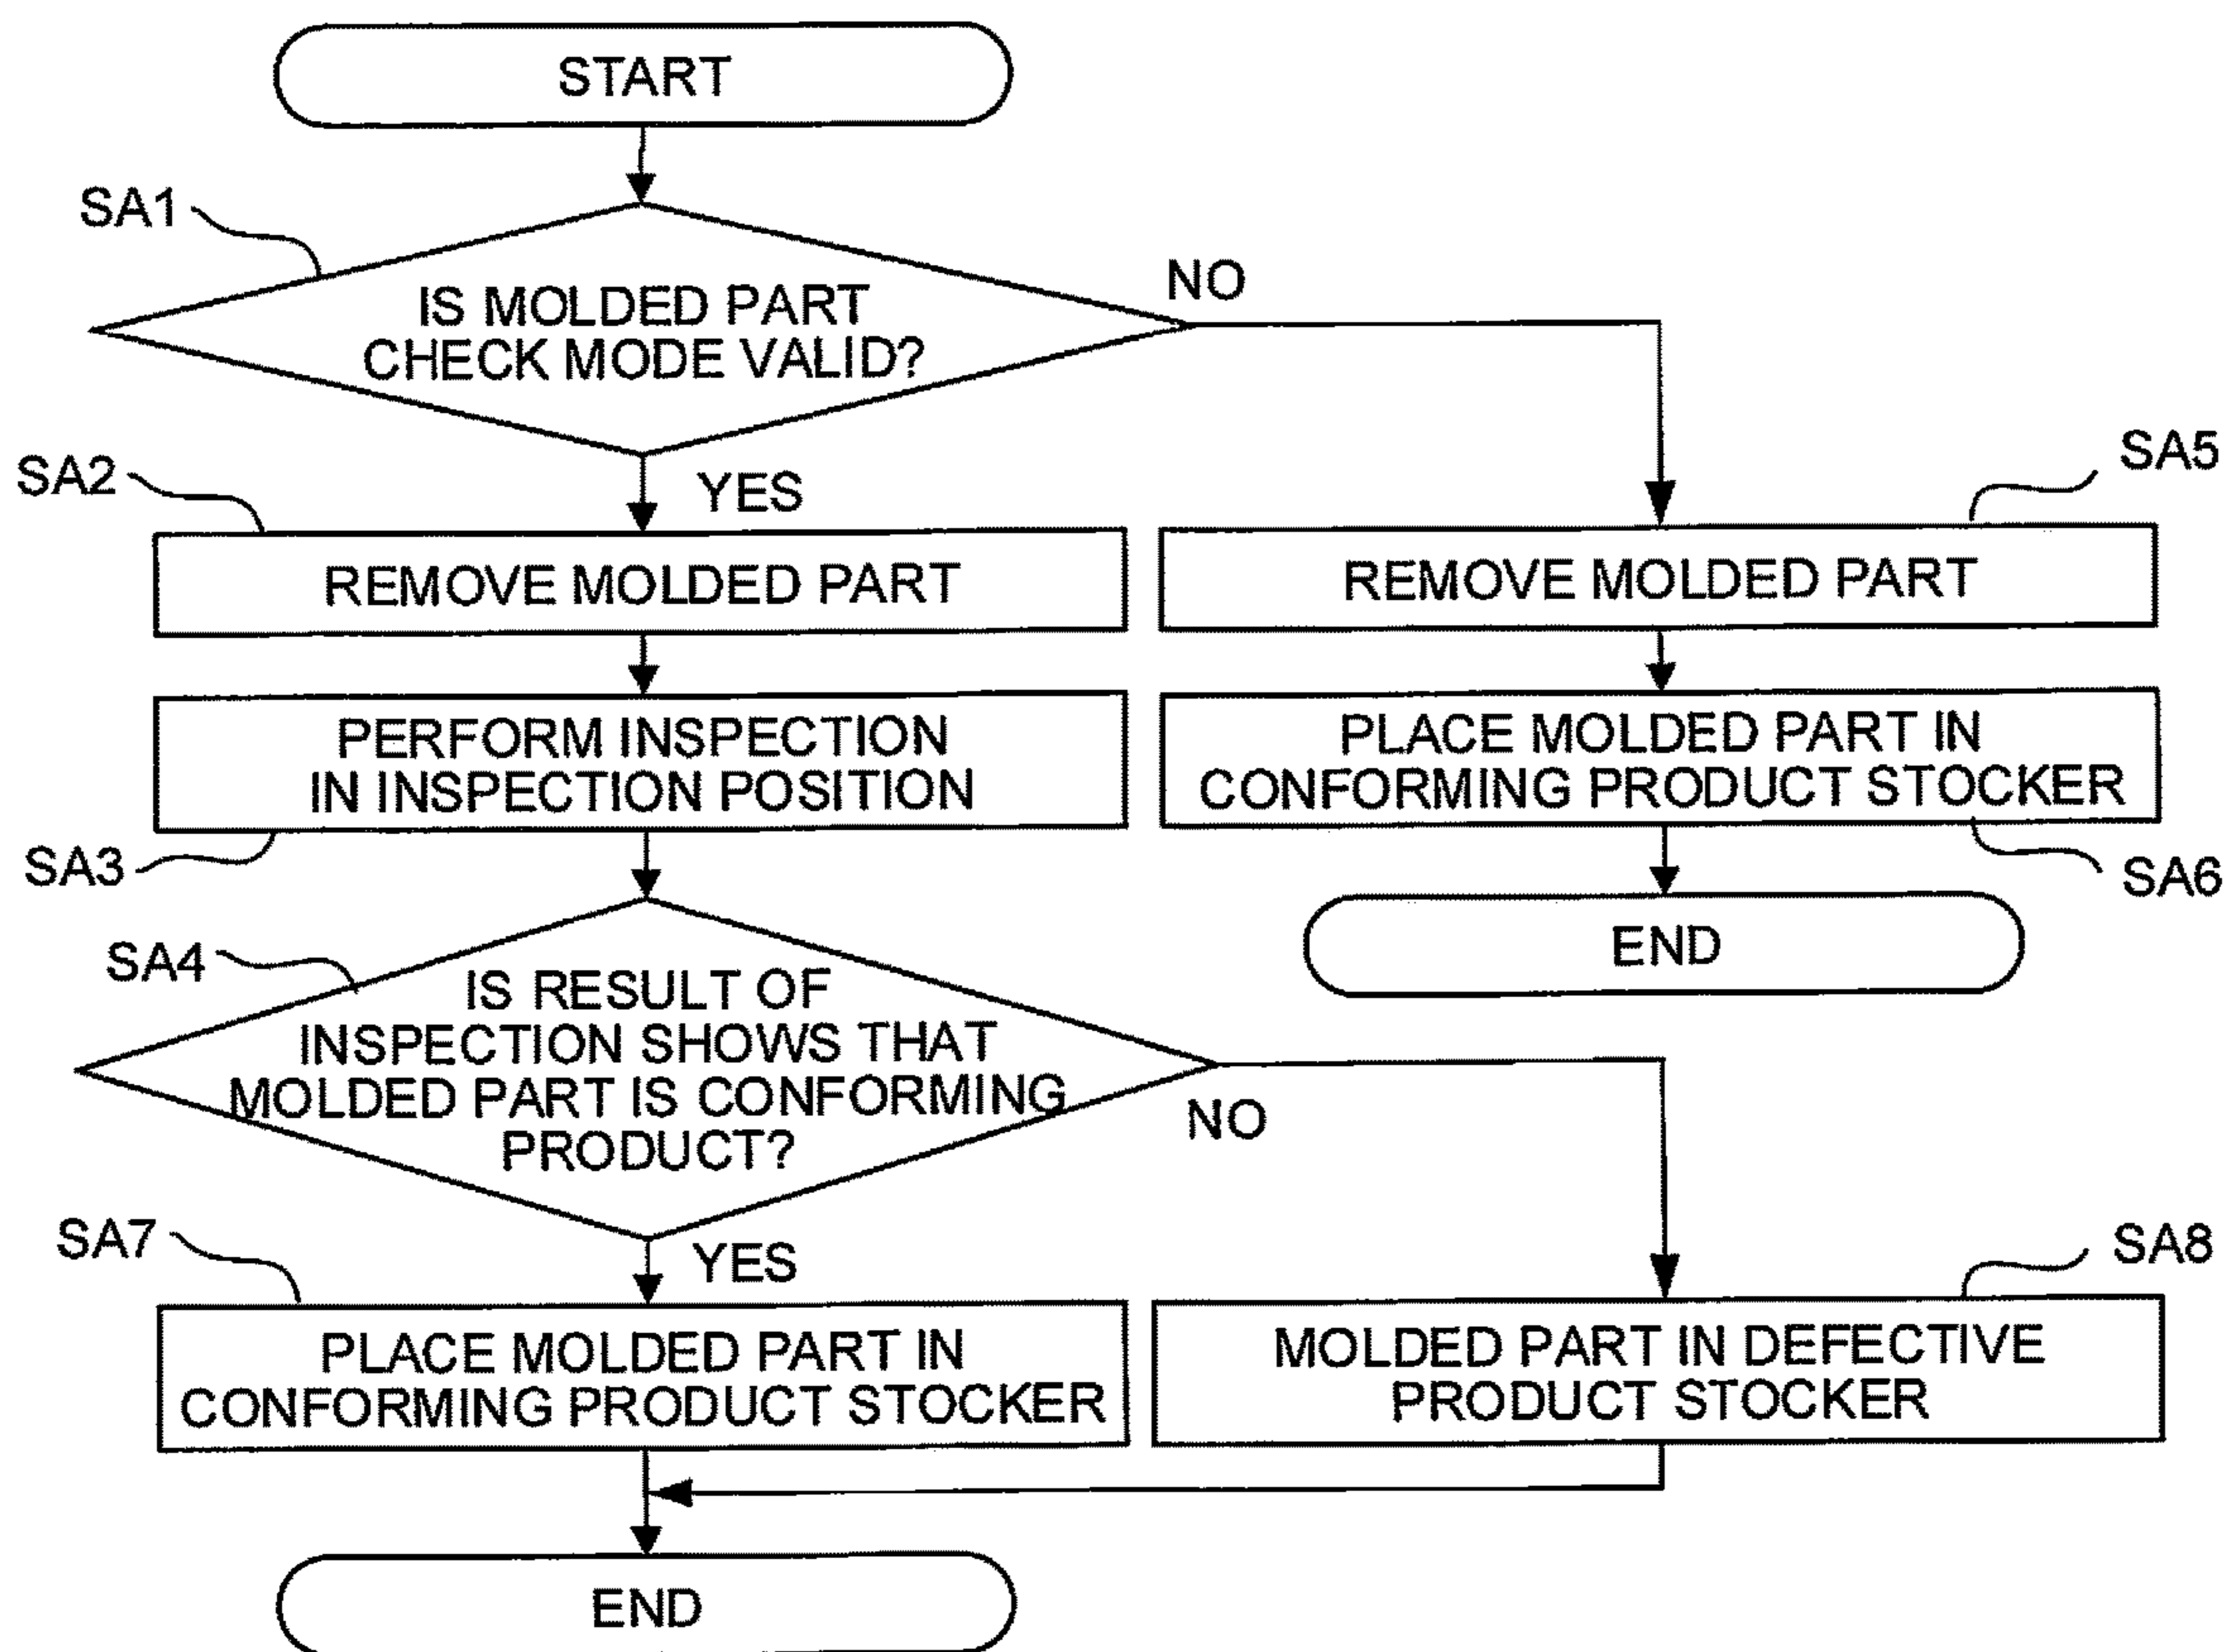 START
SA1
IS MOLDED PART
CHECK MODE VALID?
NO
YES
SA2
REMOVE MOLDED PART
SA5
REMOVE MOLDED PART
PERFORM INSPECTION
IN INSPECTION POSITION
SA3
PLACE MOLDED PART IN
CONFORMING PRODUCT STOCKER
SA6
END
SA4
IS RESULT OF
INSPECTION SHOWS THAT
MOLDED PART IS CONFORMING
PRODUCT?
NO
YES
SA7
PLACE MOLDED PART IN
CONFORMING PRODUCT STOCKER
SA8
MOLDED PART IN DEFECTIVE
PRODUCT STOCKER
END